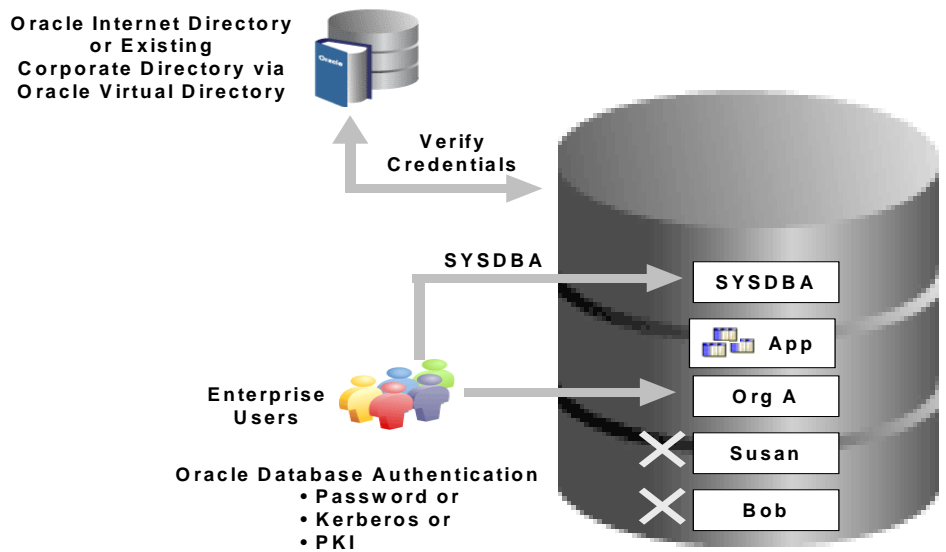 Oracle Internet Directory
or Existing
Corporate Directory via
Oracle Virtual Directory
Oracle
Verify
Credentials
SYSDBA
SYSDBA
App
Enterprise
Users
Org A
Susan
Bob
Oracle Database Authentication
• Password or
• Kerberos or
• PKI